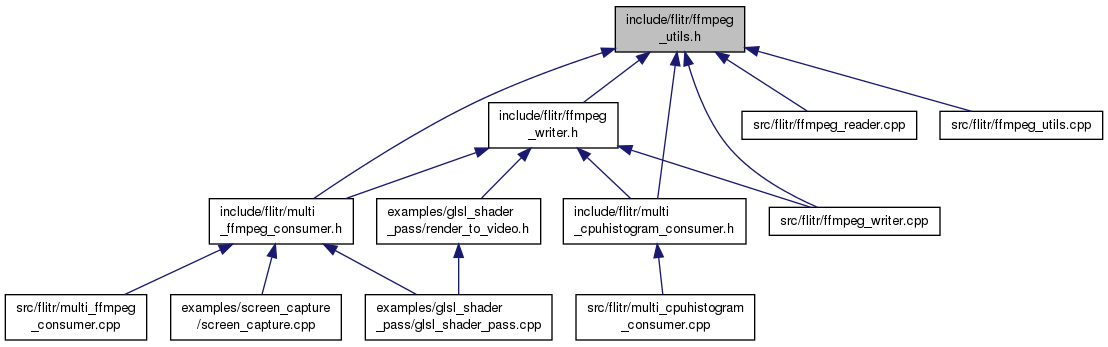 include/flitr/ffmpeg
_utils.h
include/flitr/ffmpeg
_writer.h
src/flitr/ffmpeg_reader.cpp
src/flitr/ffmpeg_utils.cpp
include/flitr/multi
_ffmpeg_consumer.h
examples/glsl_shader
_pass/render_to_video.h
include/flitr/multi
_cpuhistogram_consumer.h
src/flitr/ffmpeg_writer.cpp
src/flitr/multi_ffmpeg
_consumer.cpp
examples/screen_capture
/screen_capture.cpp
examples/glsl_shader
_pass/glsl_shader_pass.cpp
src/flitr/multi_cpuhistogram
_consumer.cpp